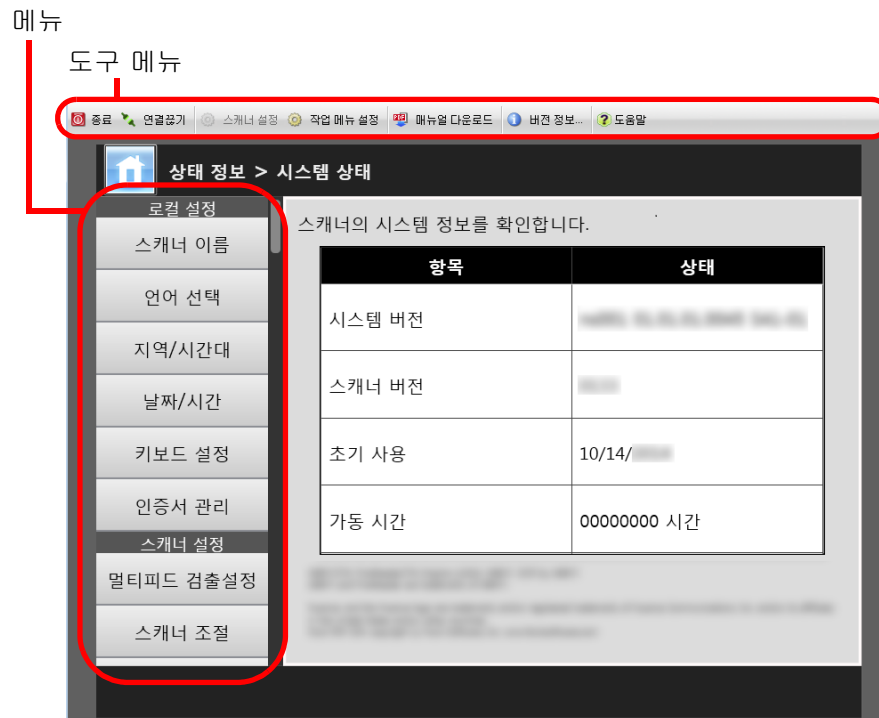 메뉴
도구 메뉴
종료 연결끊기 스캐너 설정 작업 메뉴 설정 매뉴얼 다운로드 버전 정보... 도움말
상태 정보 > 시스템 상태
로컬 설정
스캐너 이름
언어 선택
지역/시간대
날짜/시간
키보드 설정
인증서 관리
스캐너 설정
멀티피드 검출설정
스캐너 조절
스캐너의 시스템 정보를 확인합니다.
항목 상태
시스템 버전
스캐너 버전
초기 사용 10/14/
가동 시간 00000000 시간